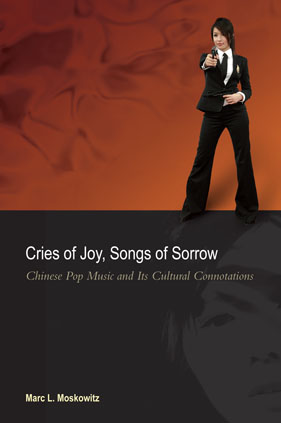 Cries of Joy, Songs of Sorrow
Chinese Pop Music and Its Cultural Connotations
Marc L. Moskowitz